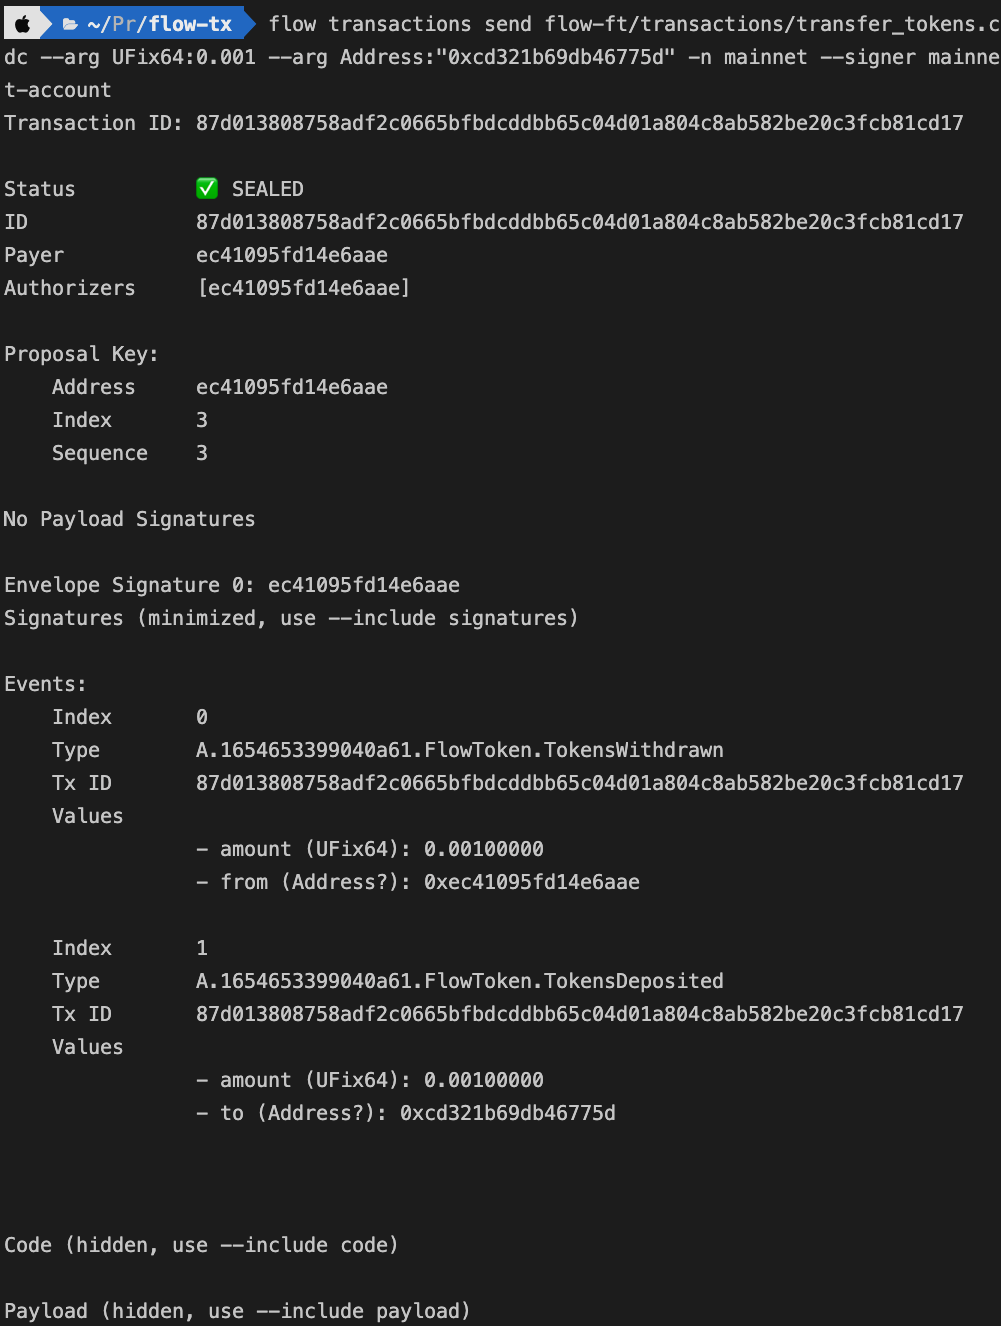 ~/Pr/flow-tx flow transactions send flow-ft/transactions/transfer_tokens.c
dc --arg UFix64:0.001 --arg Address:"0xcd321b69db46775d" -n mainnet --signer mainne
t-account
Transaction ID: 87d013808758adf2c0665bfbdcddbb65c04d01a804c8ab582be20c3fcb81cd17
Status ✅ SEALED
ID 87d013808758adf2c0665bfbdcddbb65c04d01a804c8ab582be20c3fcb81cd17
Payer ec41095fd14e6aae
Authorizers [ec41095fd14e6aae]
Proposal Key:
Address ec41095fd14e6aae
Index 3
Sequence 3
No Payload Signatures
Envelope Signature 0: ec41095fd14e6aae
Signatures (minimized, use --include signatures)
Events:
Index 0
Type A.1654653399040a61.FlowToken.TokensWithdrawn
Tx ID 87d013808758adf2c0665bfbdcddbb65c04d01a804c8ab582be20c3fcb81cd17
Values
- amount (UFix64): 0.00100000
- from (Address?): 0xec41095fd14e6aae
Index 1
Type A.1654653399040a61.FlowToken.TokensDeposited
Tx ID 87d013808758adf2c0665bfbdcddbb65c04d01a804c8ab582be20c3fcb81cd17
Values
- amount (UFix64): 0.00100000
- to (Address?): 0xcd321b69db46775d
Code (hidden, use --include code)
Payload (hidden, use --include payload)